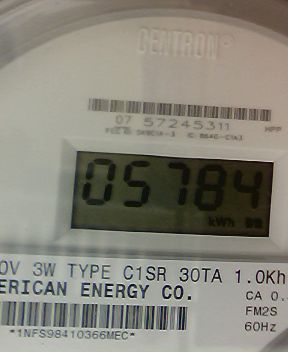 CENTRON®
07 57245311 HPP
05784
kWh
0V 3W TYPE C1SR 30TA 1.0Kh
ERICAN ENERGY CO. CA 0.
FM2S
*1NFS98410366MEC* 60Hz